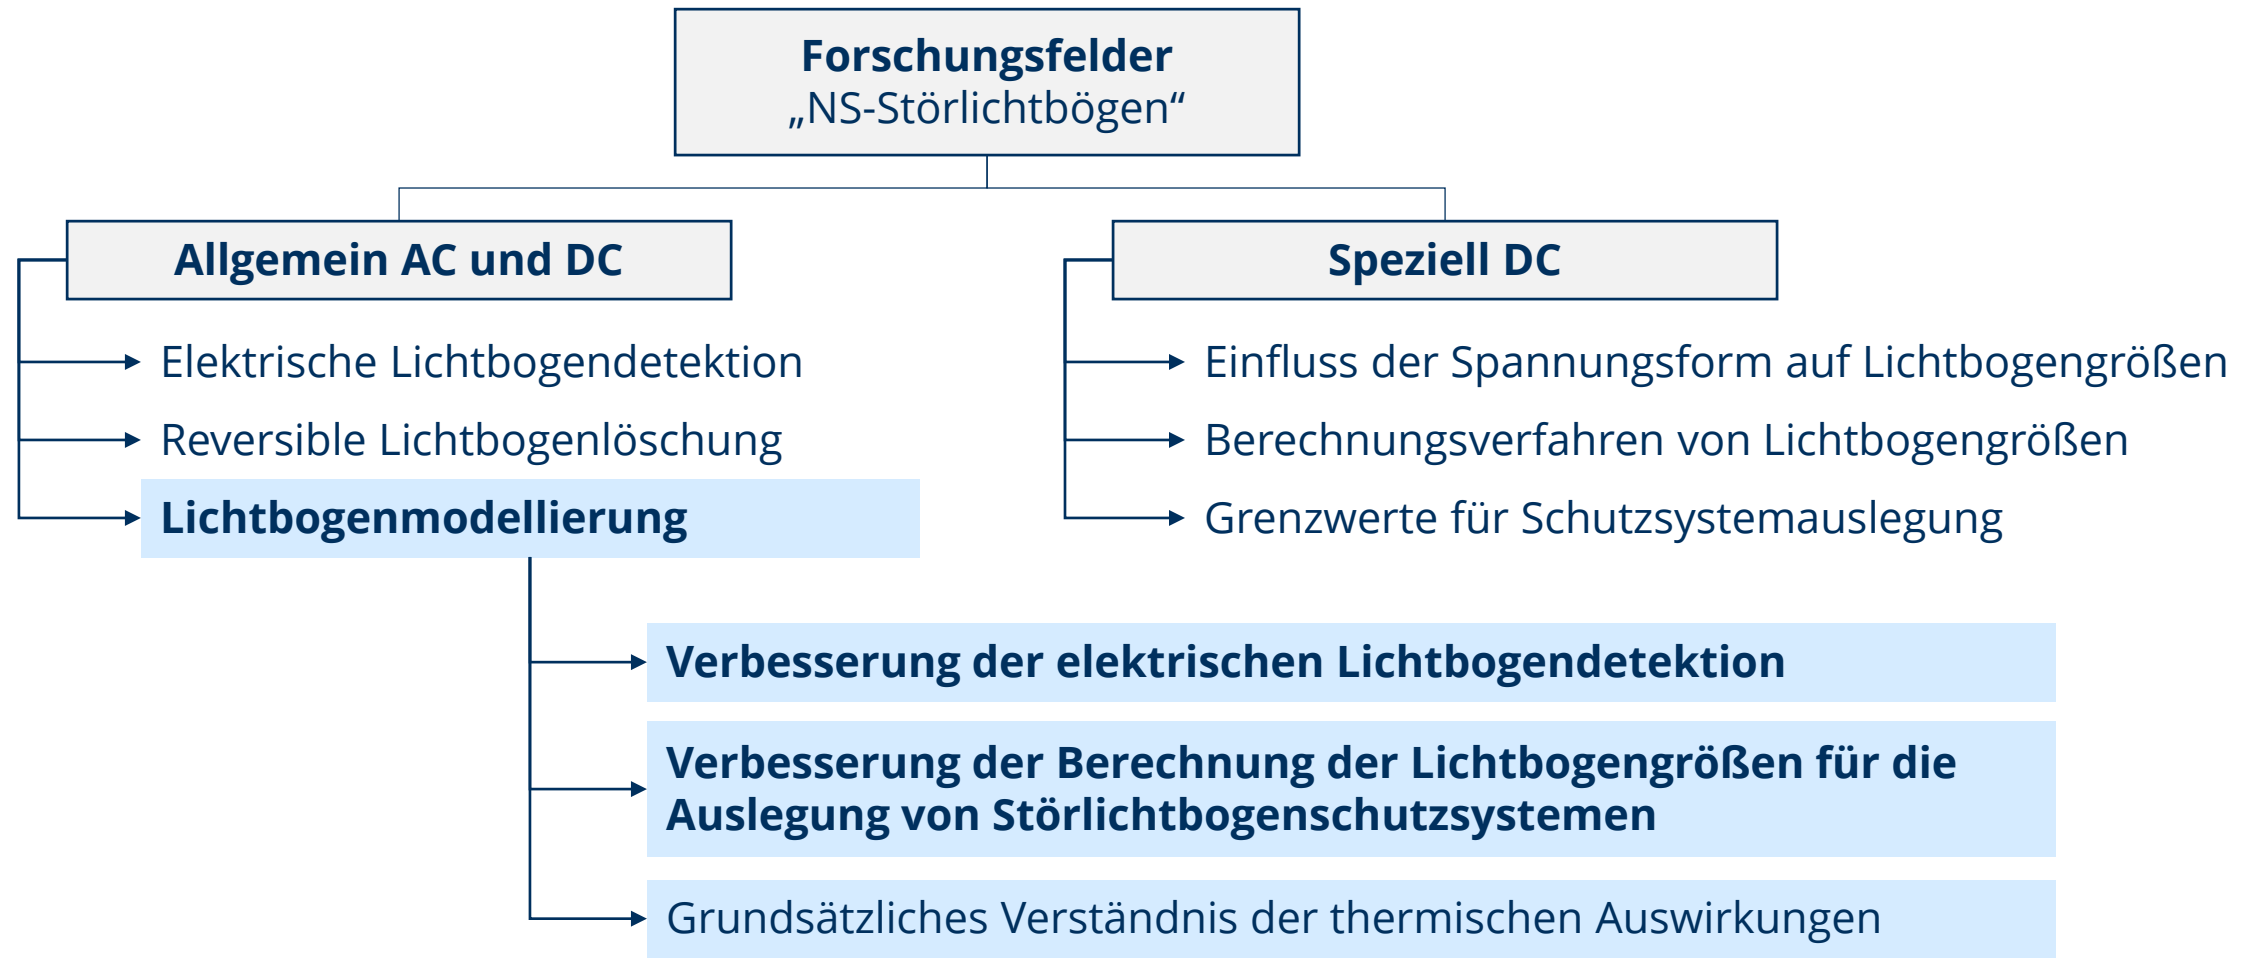 Forschungsfelder
„NS-Störlichtbögen“
Allgemein AC und DC
Elektrische Lichtbogendetektion
Reversible Lichtbogenlöschung
Lichtbogenmodellierung
Speziell DC
Einfluss der Spannungsform auf Lichtbogengrößen
Berechnungsverfahren von Lichtbogengrößen
Grenzwerte für Schutzsystemauslegung
Verbesserung der elektrischen Lichtbogendetektion
Verbesserung der Berechnung der Lichtbogengrößen für die
Auslegung von Störlichtbogenschutzsystemen
Grundsätzliches Verständnis der thermischen Auswirkungen